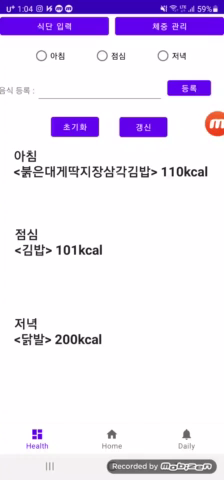 1:04 59%
식단 입력 체중 관리
아침 점심 저녁
음식 등록 : 등록
초기화 갱신
아침
<붉은대게딱지장삼각김밥> 110kcal
점심
<김밥> 101kcal
저녁
<닭발> 200kcal
Health Home Daily
Recorded by mobizen